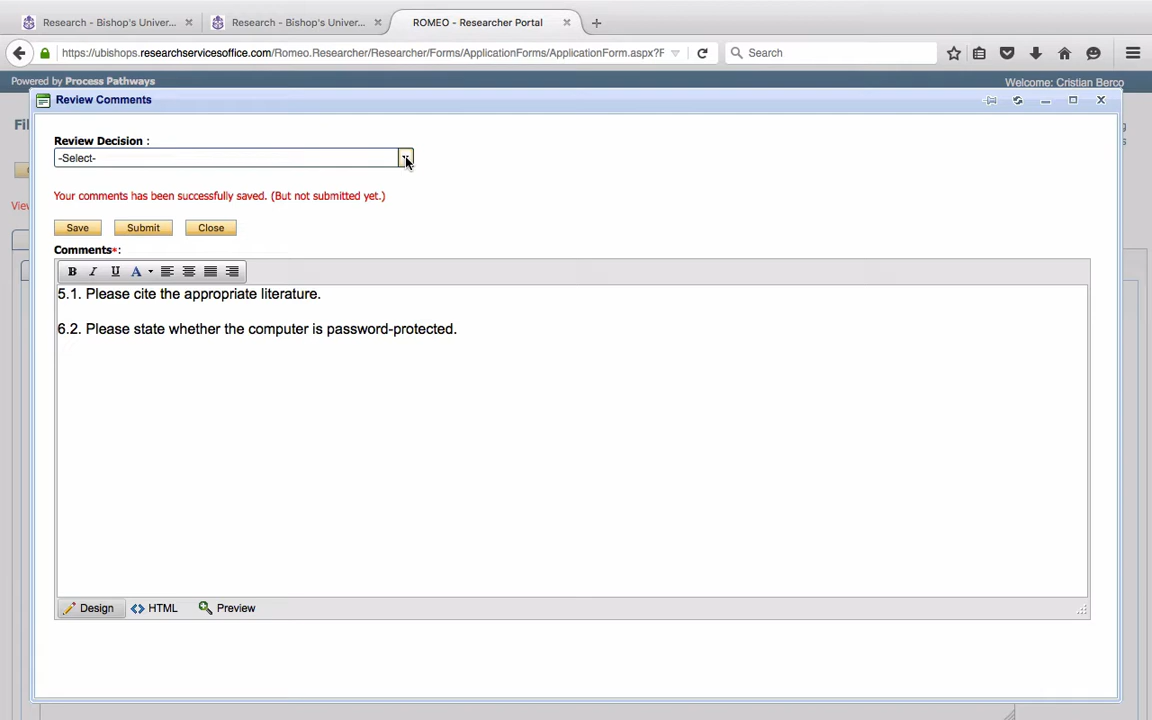 Research - Bishop's Univer...
Research - Bishop's Univer...
ROMEO - Researcher Portal
https://ubishops.researchservicesoffice.com/Romeo.Researcher/Researcher/Forms/ApplicationForms/ApplicationForm.aspx?F
Search
Powered by Process Pathways
Welcome: Cristian Berco
Review Comments
Review Decision :
-Select-
Your comments has been successfully saved. (But not submitted yet.)
Save Submit Close
Comments*:
B I U A
5.1. Please cite the appropriate literature.
6.2. Please state whether the computer is password-protected.
Design HTML Preview